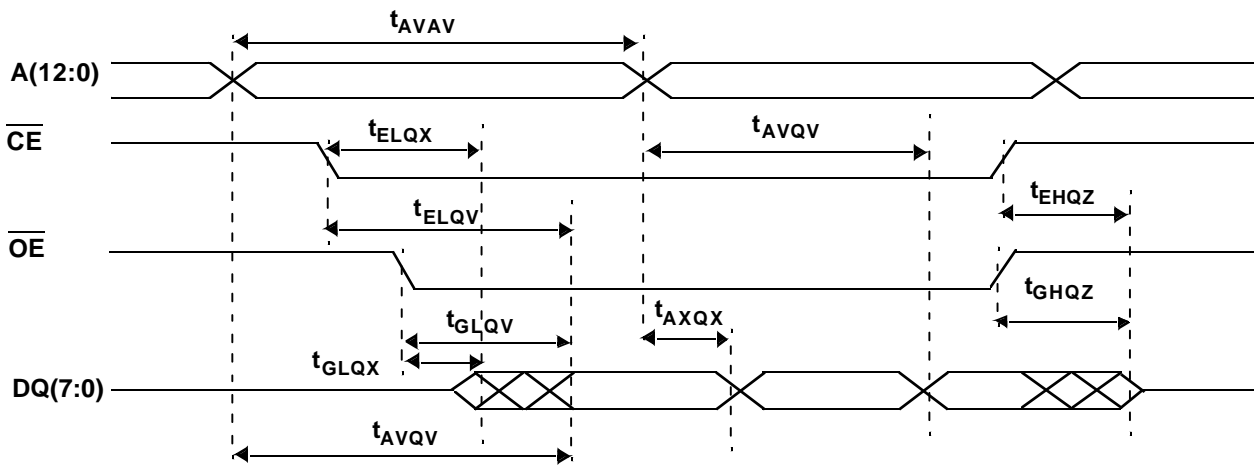 tAVAV
A(12:0)
CE
tELQX
tAVQV
tELQV
tEHQZ
OE
tGLQV
tAXQX
tGHQZ
tGLQX
DQ(7:0)
tAVQV